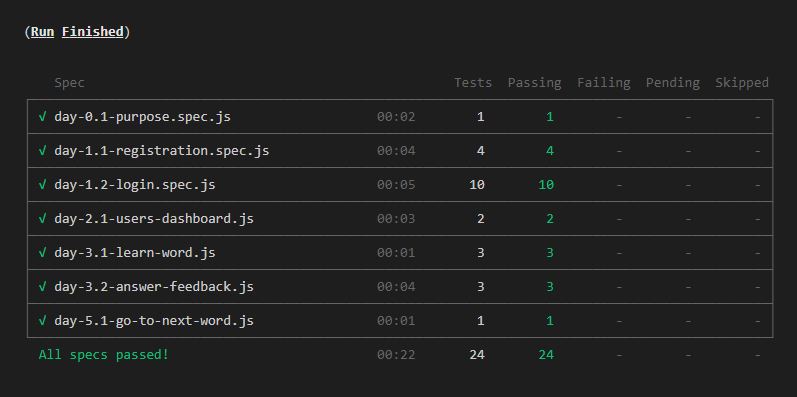 (Run Finished)
Spec Tests Passing Failing Pending Skipped
√ day-0.1-purpose.spec.js 00:02 1 1 - - -
√ day-1.1-registration.spec.js 00:04 4 4 - - -
√ day-1.2-login.spec.js 00:05 10 10 - - -
√ day-2.1-users-dashboard.js 00:03 2 2 - - -
√ day-3.1-learn-word.js 00:01 3 3 - - -
√ day-3.2-answer-feedback.js 00:04 3 3 - - -
√ day-5.1-go-to-next-word.js 00:01 1 1 - - -
All specs passed! 00:22 24 24 - - -